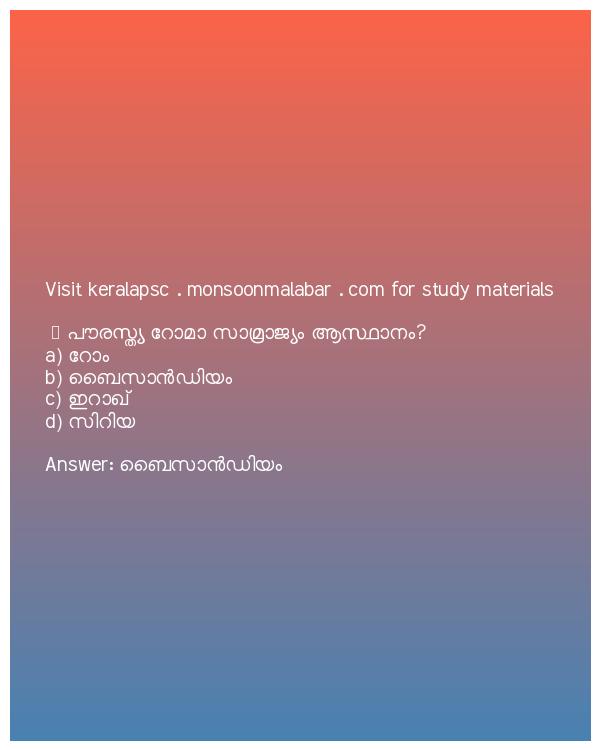 Visit keralapsc . monsoonmalabar . com for study materials
പൗരസ്ത്യ റോമാ സാമ്രാജ്യം ആസ്ഥാനം?
a) റോം
b) ബൈസാൻഡിയം
c) ഇറാഖ്
d) സിറിയ
Answer: ബൈസാൻഡിയം